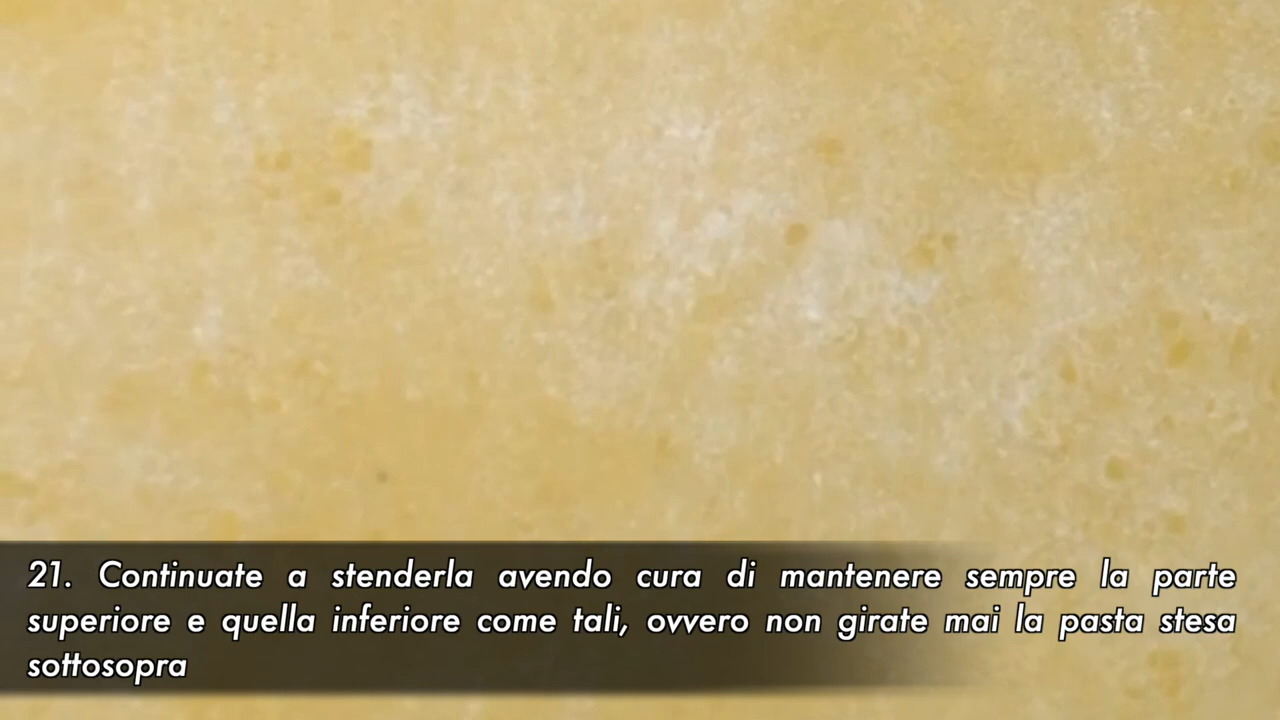 21. Continuate a stenderla avendo cura di mantenere sempre la parte
superiore e quella inferiore come tali, ovvero non girate mai la pasta stesa
sottosopra